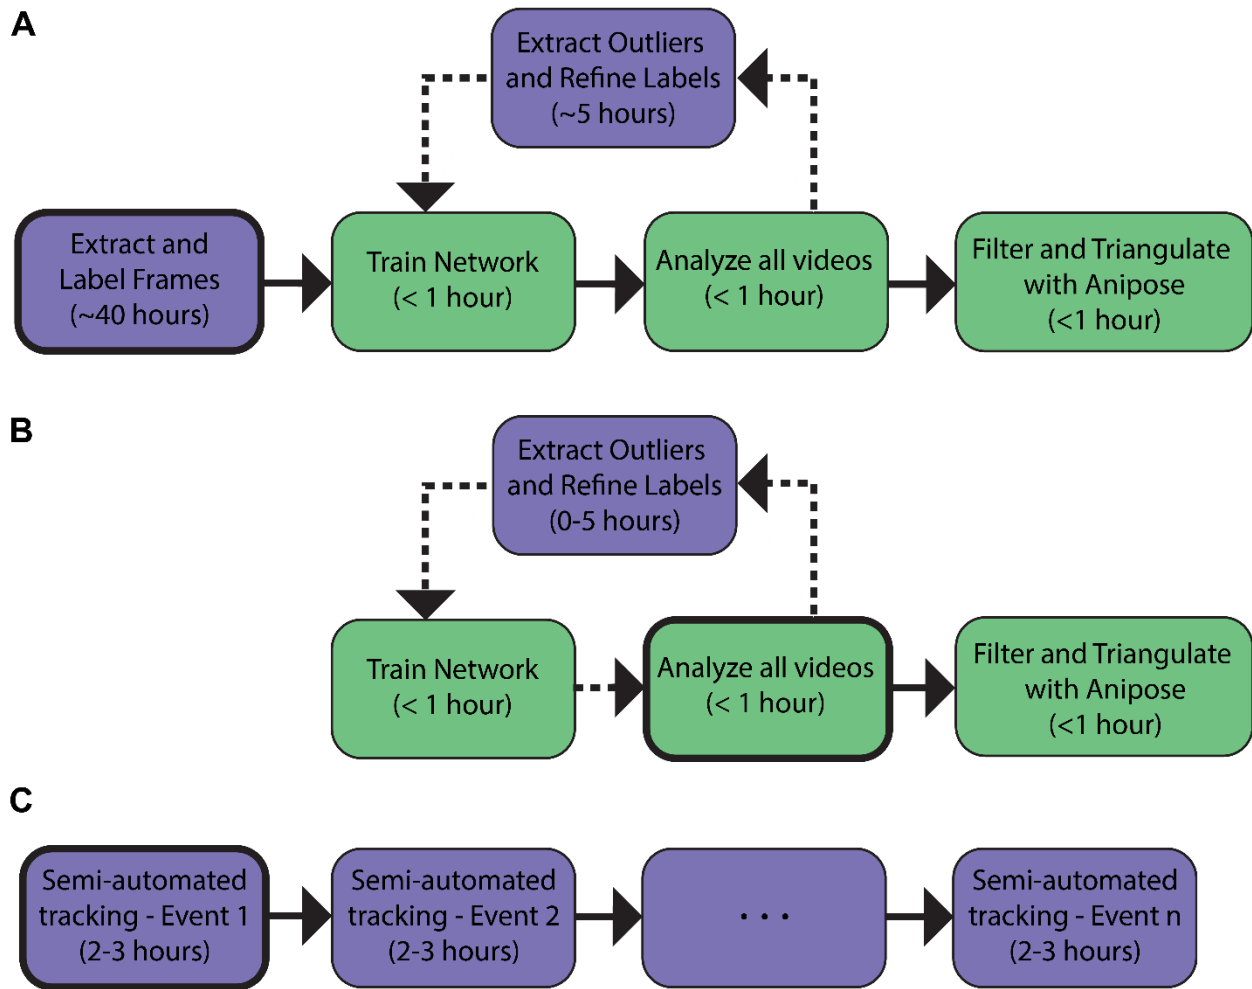 A
Extract Outliers
and Refine Labels
(~5 hours)
Extract and
Label Frames
(~40 hours)
Train Network
(< 1 hour)
Analyze all videos
(< 1 hour)
Filter and Triangulate
with Anipose
(<1 hour)
B
Extract Outliers
and Refine Labels
(0-5 hours)
Train Network
(< 1 hour)
Analyze all videos
(< 1 hour)
Filter and Triangulate
with Anipose
(<1 hour)
C
Semi-automated
tracking - Event 1
(2-3 hours)
Semi-automated
tracking - Event 2
(2-3 hours)
. . .
Semi-automated
tracking - Event n
(2-3 hours)